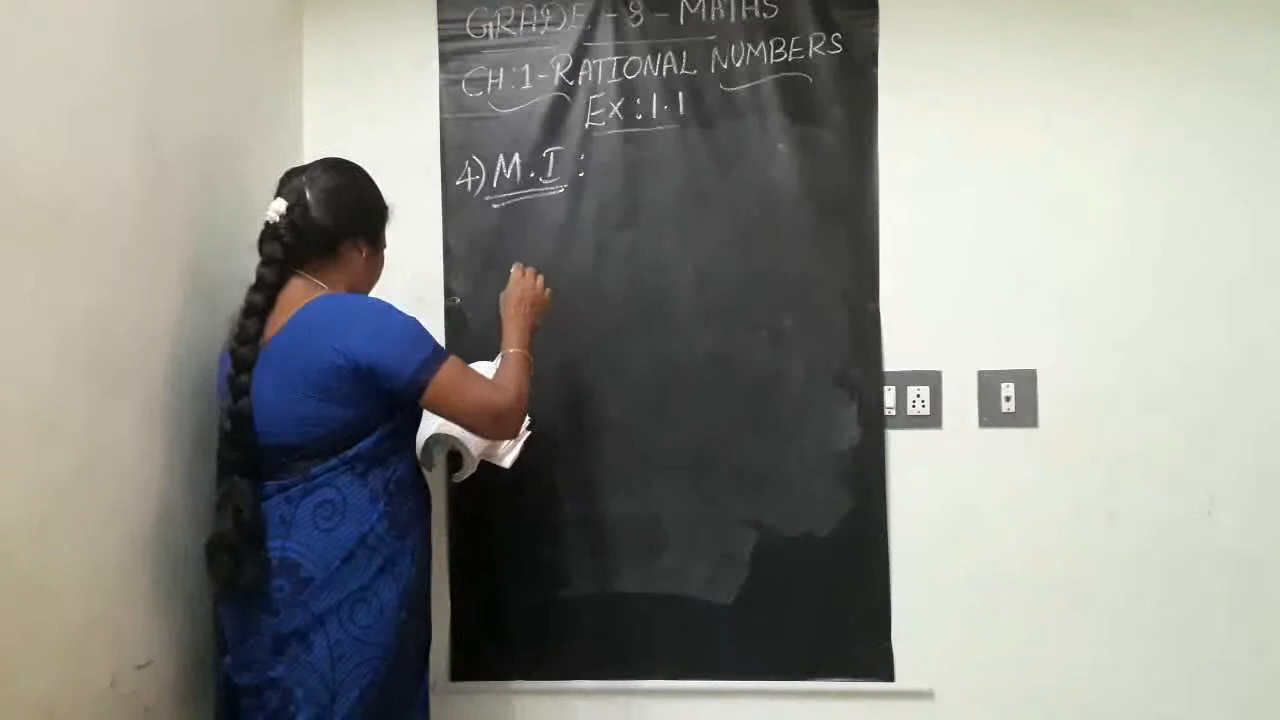 GRADE - 8 - MATHS
CH:1-RATIONAL NUMBERS
Ex:1.1
4) M.I: